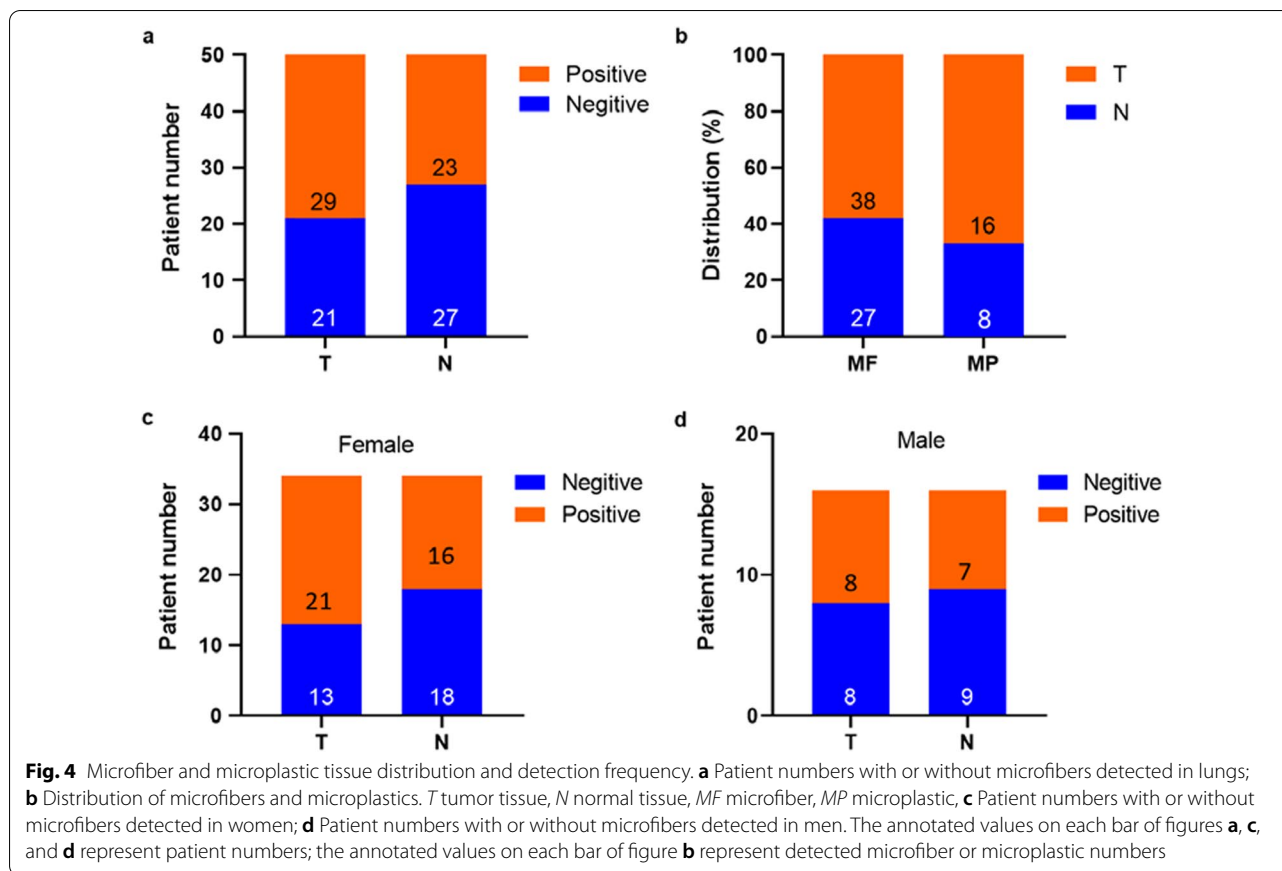 a
50
40
30
20
10
0
Patient number
29
21
23
27
T
N
Positive
Negitive
b
100
80
60
40
20
0
Distribution (%)
38
27
16
8
MF
MP
T
N
c
40
30
20
10
0
Patient number
Female
21
13
16
18
T
N
Negitive
Positive
d
20
10
0
Patient number
Male
8
8
7
9
T
N
Negitive
Positive
Fig. 4 Microfiber and microplastic tissue distribution and detection frequency. a Patient numbers with or without microfibers detected in lungs;
b Distribution of microfibers and microplastics. T tumor tissue, N normal tissue, MF microfiber, MP microplastic, c Patient numbers with or without
microfibers detected in women; d Patient numbers with or without microfibers detected in men. The annotated values on each bar of figures a, c,
and d represent patient numbers; the annotated values on each bar of figure b represent detected microfiber or microplastic numbers